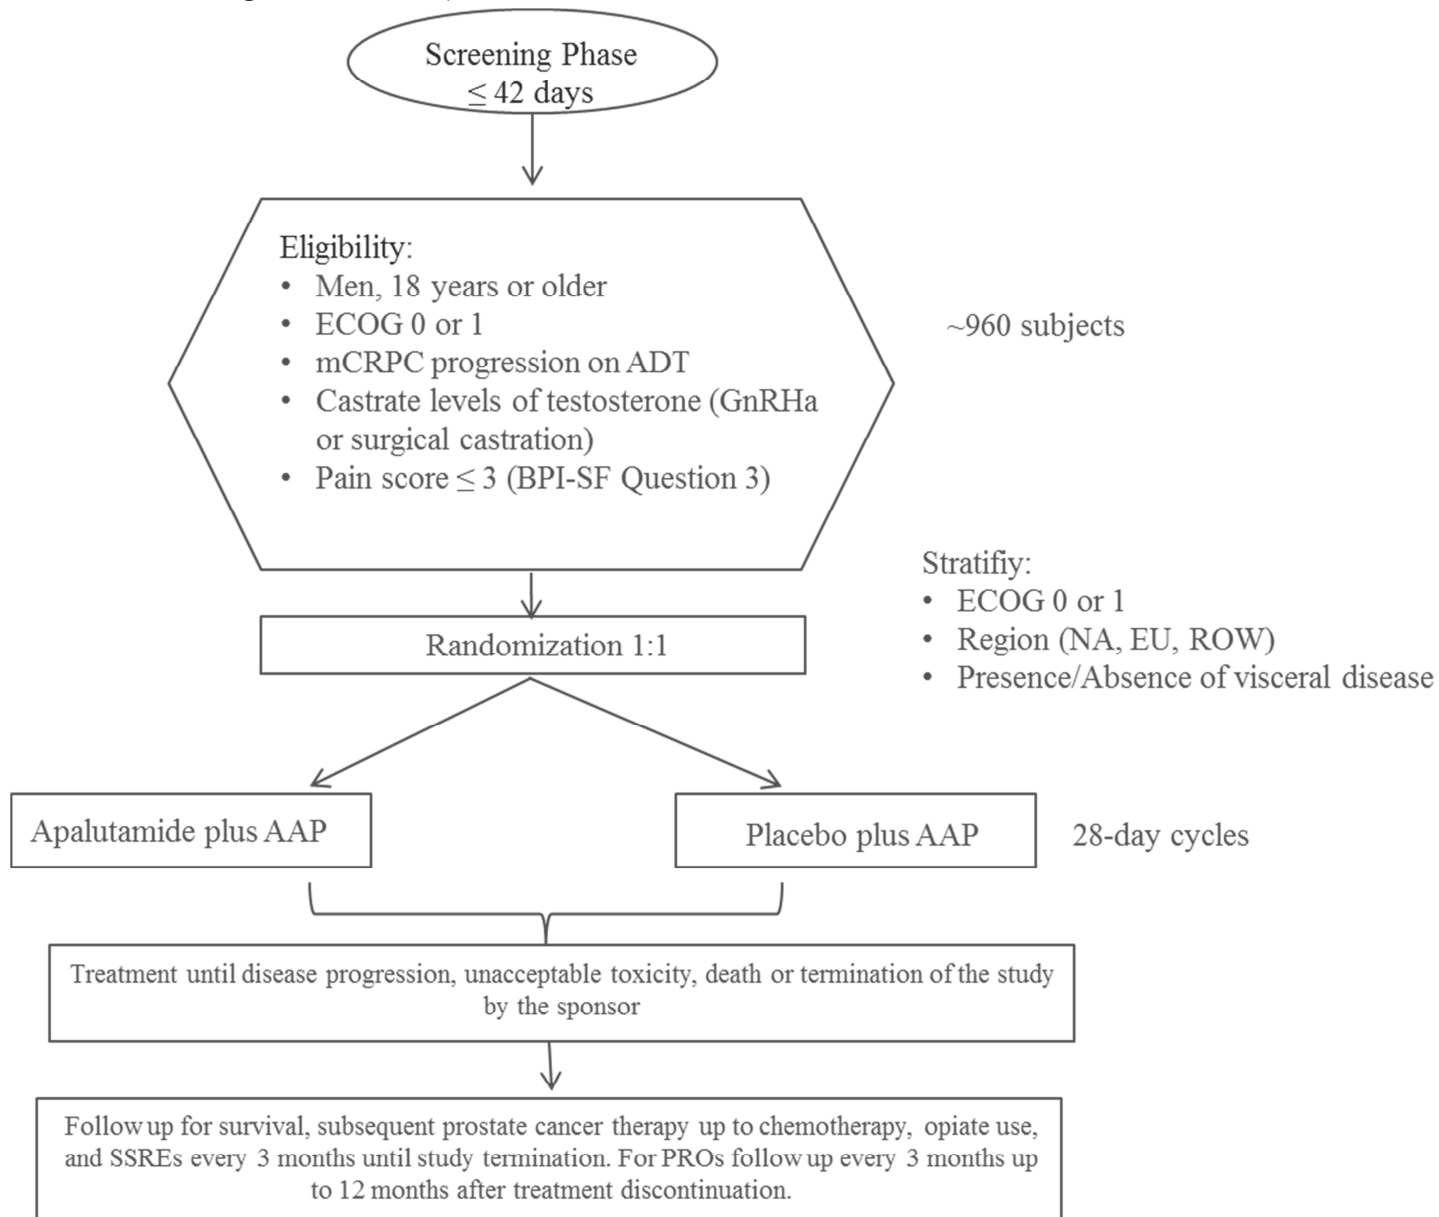 Screening Phase
≤ 42 days
Eligibility:
• Men, 18 years or older
• ECOG 0 or 1
• mCRPC progression on ADT
• Castrate levels of testosterone (GnRHa
or surgical castration)
• Pain score ≤ 3 (BPI-SF Question 3)
~960 subjects
Stratifiy:
• ECOG 0 or 1
• Region (NA, EU, ROW)
• Presence/Absence of visceral disease
Randomization 1:1
Apalutamide plus AAP
Placebo plus AAP
28-day cycles
Treatment until disease progression, unacceptable toxicity, death or termination of the study
by the sponsor
Follow up for survival, subsequent prostate cancer therapy up to chemotherapy, opiate use,
and SSREs every 3 months until study termination. For PROs follow up every 3 months up
to 12 months after treatment discontinuation.